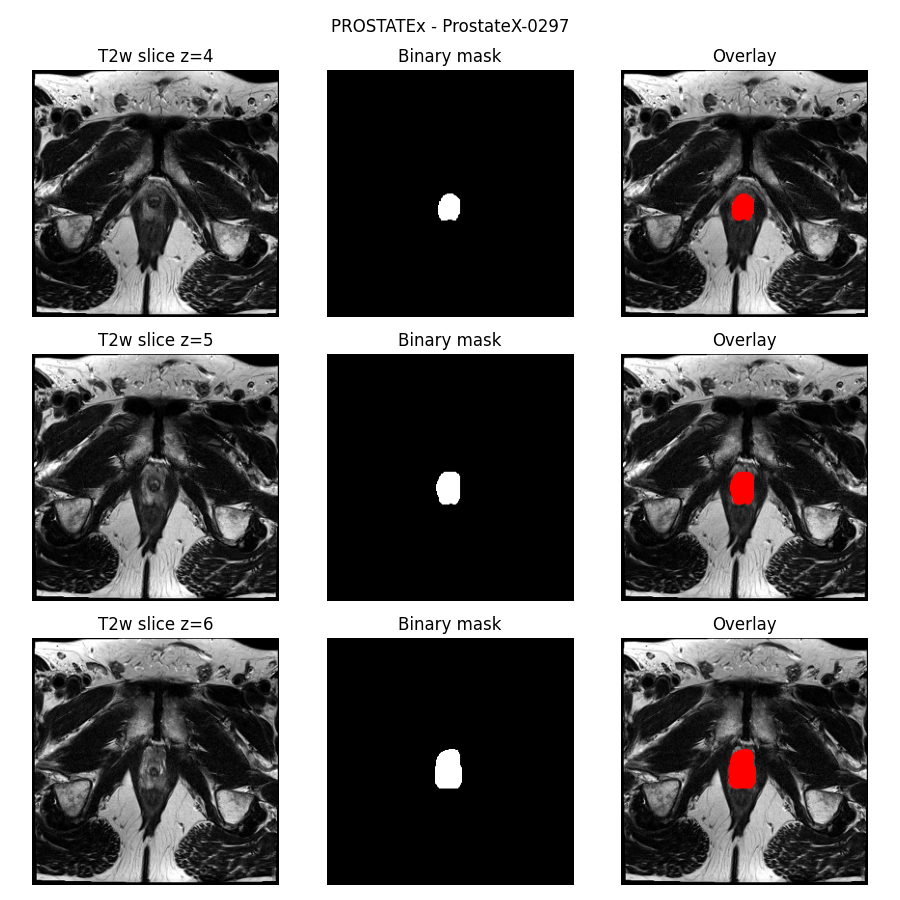 PROSTATEx - ProstateX-0297
T2w slice z=4 Binary mask Overlay
T2w slice z=5 Binary mask Overlay
T2w slice z=6 Binary mask Overlay